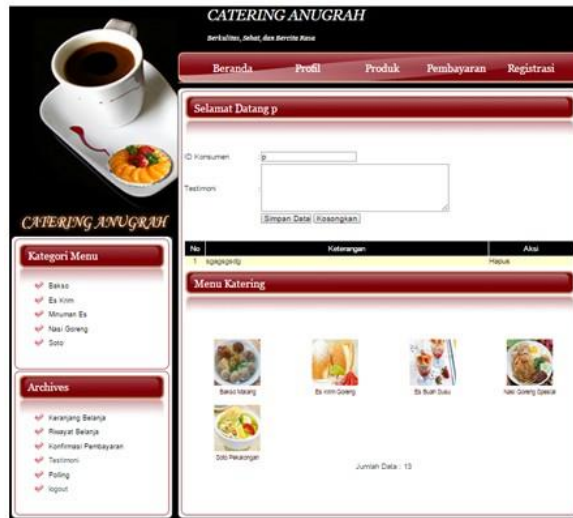 CATERING ANUGRAH
Berkulitas, Sehat, dan Bercita Rasa
Beranda Profil Produk Pembayaran Registrasi
CATERING ANUGRAH
Kategori Menu
Bakso
Es Krim
Minuman Es
Nasi Goreng
Soto
Archives
Keranjang Belanja
Riwayat Belanja
Konfirmasi Pembayaran
Testimoni
Polling
logout
Selamat Datang p
ID Konsumen p
Testimoni :
Simpan Data Kosongkan
No Keterangan Aksi
1 Hapus
Menu Katering
Bakso Malang
Es Krim Goreng
Es Buah Susu
Nasi Goreng Spesial
Soto Pekalongan
Jumlah Data : 13